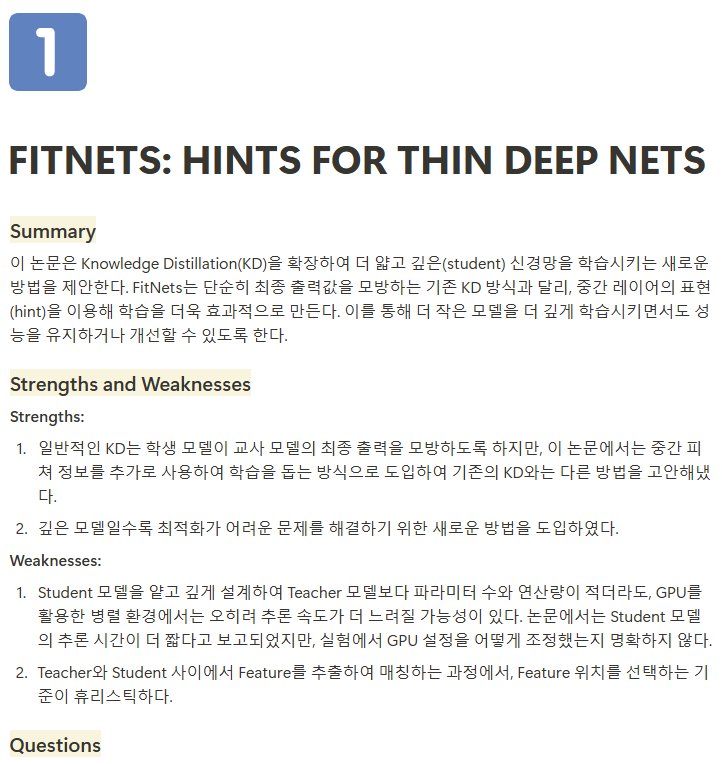 1
FITNETS: HINTS FOR THIN DEEP NETS
Summary
이 논문은 Knowledge Distillation(KD)을 확장하여 더 얇고 깊은(student) 신경망을 학습시키는 새로운
방법을 제안한다. FitNets는 단순히 최종 출력값을 모방하는 기존 KD 방식과 달리, 중간 레이어의 표현
(hint)을 이용해 학습을 더욱 효과적으로 만든다. 이를 통해 더 작은 모델을 더 깊게 학습시키면서도 성
능을 유지하거나 개선할 수 있도록 한다.
Strengths and Weaknesses
Strengths:
1. 일반적인 KD는 학생 모델이 교사 모델의 최종 출력을 모방하도록 하지만, 이 논문에서는 중간 피
쳐 정보를 추가로 사용하여 학습을 돕는 방식으로 도입하여 기존의 KD와는 다른 방법을 고안해냈
다.
2. 깊은 모델일수록 최적화가 어려운 문제를 해결하기 위한 새로운 방법을 도입하였다.
Weaknesses:
1. Student 모델을 얕고 깊게 설계하여 Teacher 모델보다 파라미터 수와 연산량이 적더라도, GPU를
활용한 병렬 환경에서는 오히려 추론 속도가 더 느려질 가능성이 있다. 논문에서는 Student 모델
의 추론 시간이 더 짧다고 보고되었지만, 실험에서 GPU 설정을 어떻게 조정했는지 명확하지 않다.
2. Teacher와 Student 사이에서 Feature를 추출하여 매칭하는 과정에서, Feature 위치를 선택하는 기
준이 휴리스틱하다.
Questions